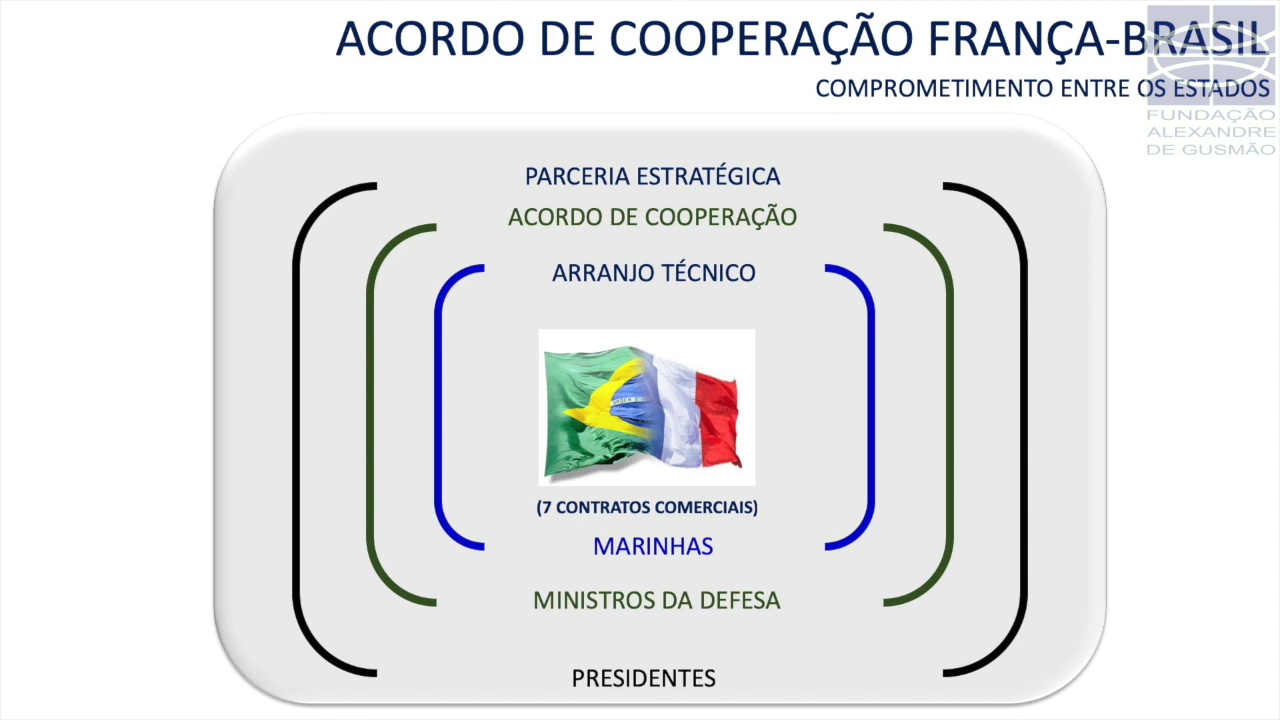 ACORDO DE COOPERAÇÃO FRANÇA-BRASIL
COMPROMETIMENTO ENTRE OS ESTADOS
FUNDAÇÃO
ALEXANDRE
DE GUSMÃO
PARCERIA ESTRATÉGICA
ACORDO DE COOPERAÇÃO
ARRANJO TÉCNICO
(7 CONTRATOS COMERCIAIS)
MARINHAS
MINISTROS DA DEFESA
PRESIDENTES